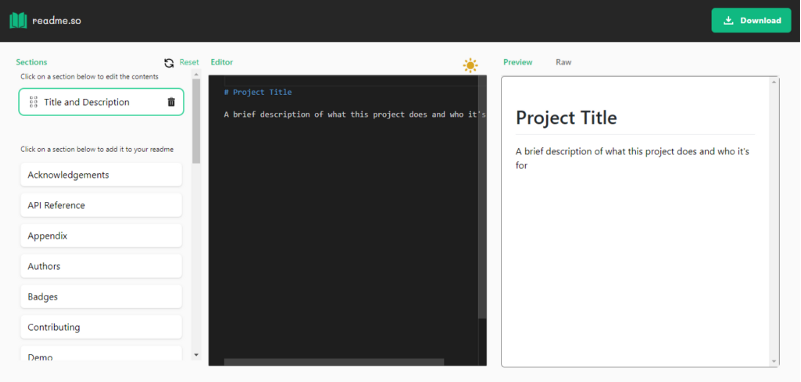 readme.so
Download
Sections
Reset
Click on a section below to edit the contents
Title and Description
Click on a section below to add it to your readme
Acknowledgements
API Reference
Appendix
Authors
Badges
Contributing
Demo
Editor
# Project Title
A brief description of what this project does and who it's
Preview
Raw
Project Title
A brief description of what this project does and who it's
for